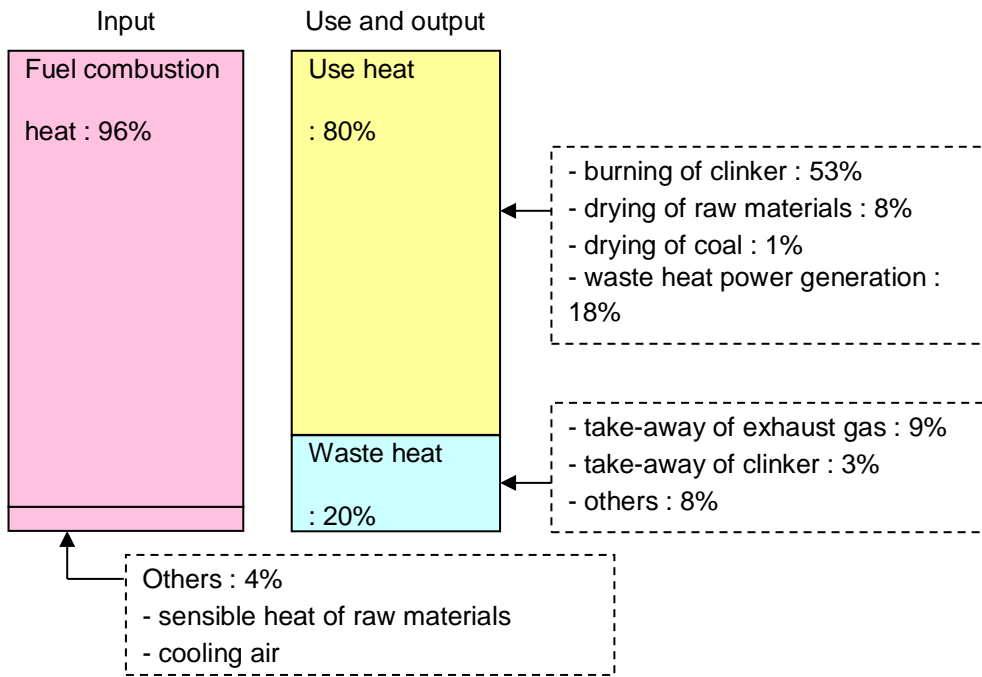 Input
Use and output
Fuel combustion
heat : 96%
Use heat
: 80%
- burning of clinker : 53%
- drying of raw materials : 8%
- drying of coal : 1%
- waste heat power generation :
18%
Waste heat
: 20%
- take-away of exhaust gas : 9%
- take-away of clinker : 3%
- others : 8%
Others : 4%
- sensible heat of raw materials
- cooling air